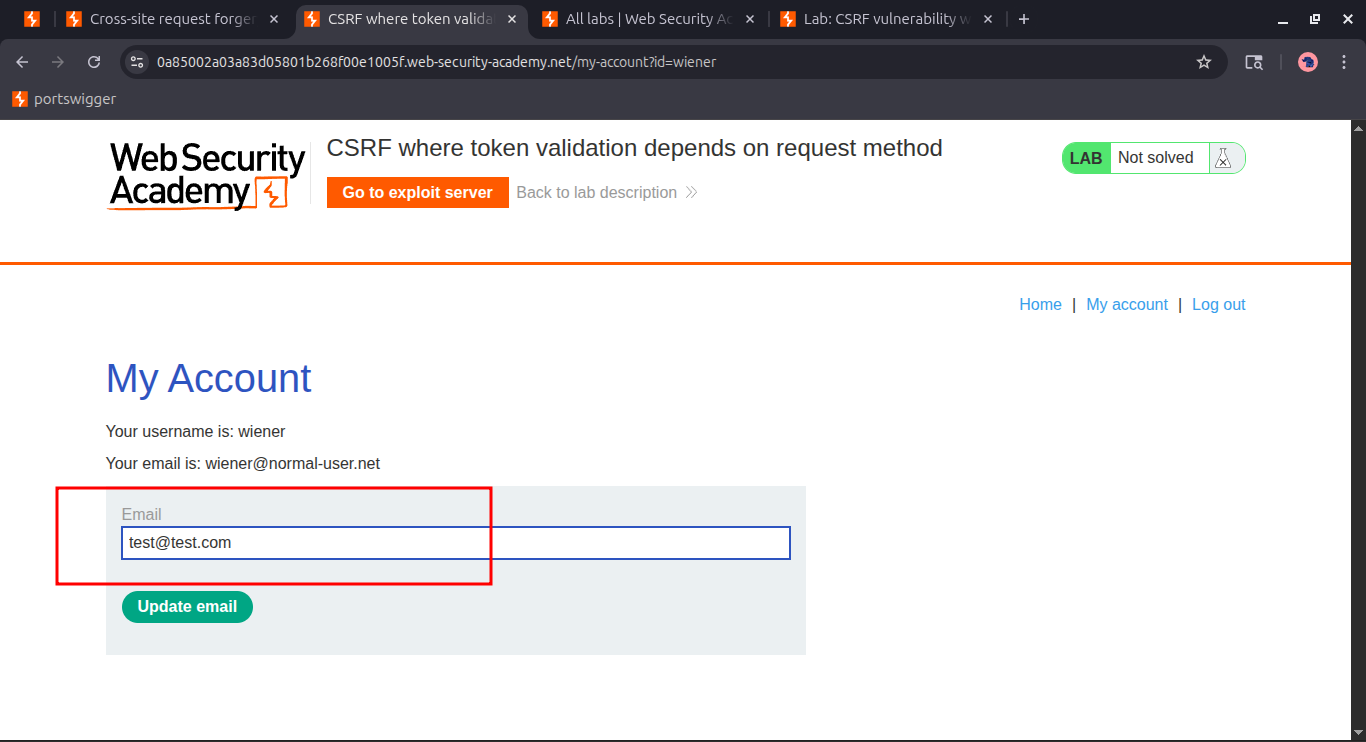 Cross-site request forger
CSRF where token valida
All labs | Web Security Ac
Lab: CSRF vulnerability w
0a85002a03a83d05801b268f00e1005f.web-security-academy.net/my-account?id=wiener
portswigger
Web Security
Academy
CSRF where token validation depends on request method
LAB
Not solved
Go to exploit server
Back to lab description
Home | My account | Log out
My Account
Your username is: wiener
Your email is: wiener@normal-user.net
Email
test@test.com
Update email